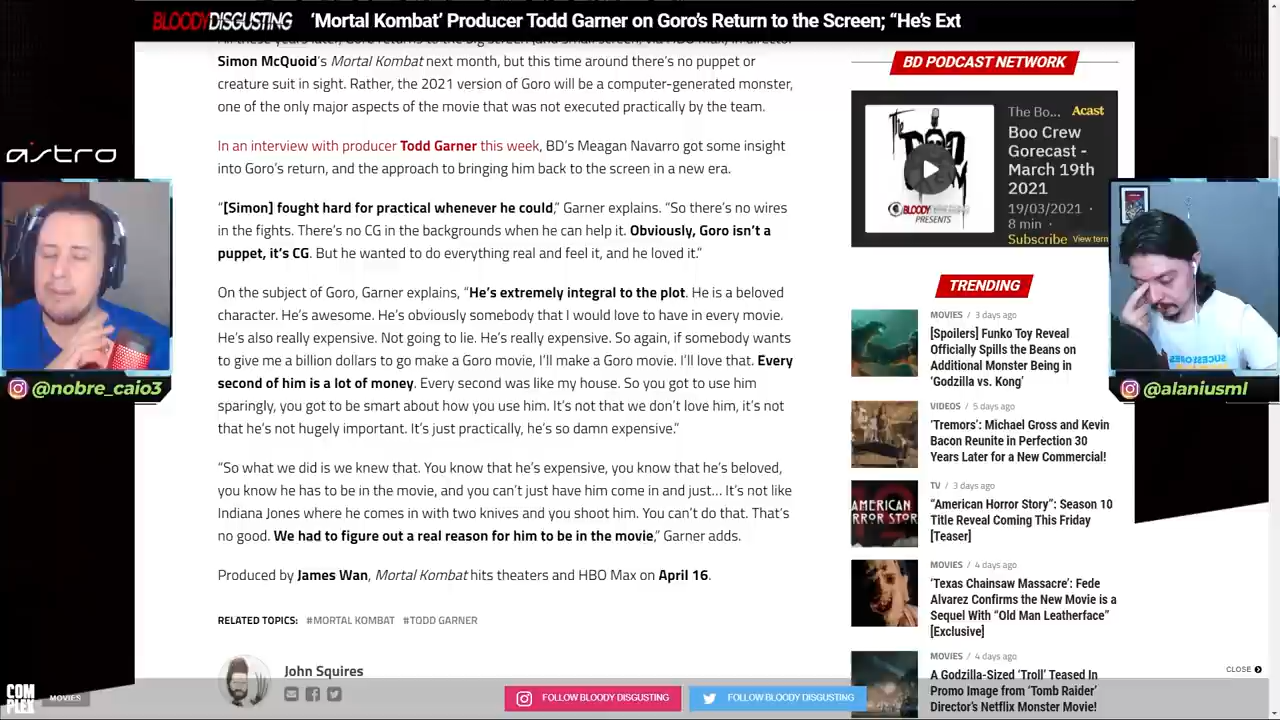 BLOODY DISGUSTING
‘Mortal Kombat’ Producer Todd Garner on Goro’s Return to the Screen; “He’s Ext
Simon McQuoid’s Mortal Kombat next month, but this time around there’s no puppet or
creature suit in sight. Rather, the 2021 version of Goro will be a computer-generated monster,
one of the only major aspects of the movie that was not executed practically by the team.
In an interview with producer Todd Garner this week, BD’s Meagan Navarro got some insight
into Goro’s return, and the approach to bringing him back to the screen in a new era.
“[Simon] fought hard for practical whenever he could,” Garner explains. “So there’s no wires
in the fights. There’s no CG in the backgrounds when he can help it. Obviously, Goro isn’t a
puppet, it’s CG. But he wanted to do everything real and feel it, and he loved it.”
On the subject of Goro, Garner explains, “He’s extremely integral to the plot. He is a beloved
character. He’s awesome. He’s obviously somebody that I would love to have in every movie.
He’s also really expensive. Not going to lie. He’s really expensive. So again, if somebody wants
to give me a billion dollars to go make a Goro movie, I’ll make a Goro movie. I’ll love that. Every
second of him is a lot of money. Every second was like my house. So you got to use him
sparingly, you got to be smart about how you use him. It’s not that we don’t love him, it’s not
that he’s not hugely important. It’s just practically, he’s so damn expensive.”
“So what we did is we knew that. You know that he’s expensive, you know that he’s beloved,
you know he has to be in the movie, and you can’t just have him come in and just… It’s not like
Indiana Jones where he comes in with two knives and you shoot him. You can’t do that. That’s
no good. We had to figure out a real reason for him to be in the movie,” Garner adds.
Produced by James Wan, Mortal Kombat hits theaters and HBO Max on April 16.
RELATED TOPICS: #MORTAL KOMBAT #TODD GARNER
John Squires
BD PODCAST NETWORK
The Bo...
Acast
Boo Crew
Gorecast -
March 19th
2021
19/03/2021 ·
8 min ·
Subscribe
View term
The
BLOODY DISGUSTING
PRESENTS
TRENDING
MOVIES / 3 days ago
[Spoilers] Funko Toy Reveal
Officially Spills the Beans on
Additional Monster Being in
‘Godzilla vs. Kong’
VIDEOS / 5 days ago
‘Tremors’: Michael Gross and Kevin
Bacon Reunite in Perfection 30
Years Later for a New Commercial!
TV / 3 days ago
“American Horror Story”: Season 10
Title Reveal Coming This Friday
[Teaser]
AMERICAN
HORROR STORY
MOVIES / 4 days ago
‘Texas Chainsaw Massacre’: Fede
Alvarez Confirms the New Movie is a
Sequel With “Old Man Leatherface”
[Exclusive]
MOVIES / 4 days ago
A Godzilla-Sized ‘Troll’ Teased In
Promo Image from ‘Tomb Raider’
Director’s Netflix Monster Movie!
CLOSE
FOLLOW BLOODY DISGUSTING
FOLLOW BLOODY DISGUSTING
COMPLEX
MOVIES
astro
@nobre_caio3
@alaniusml